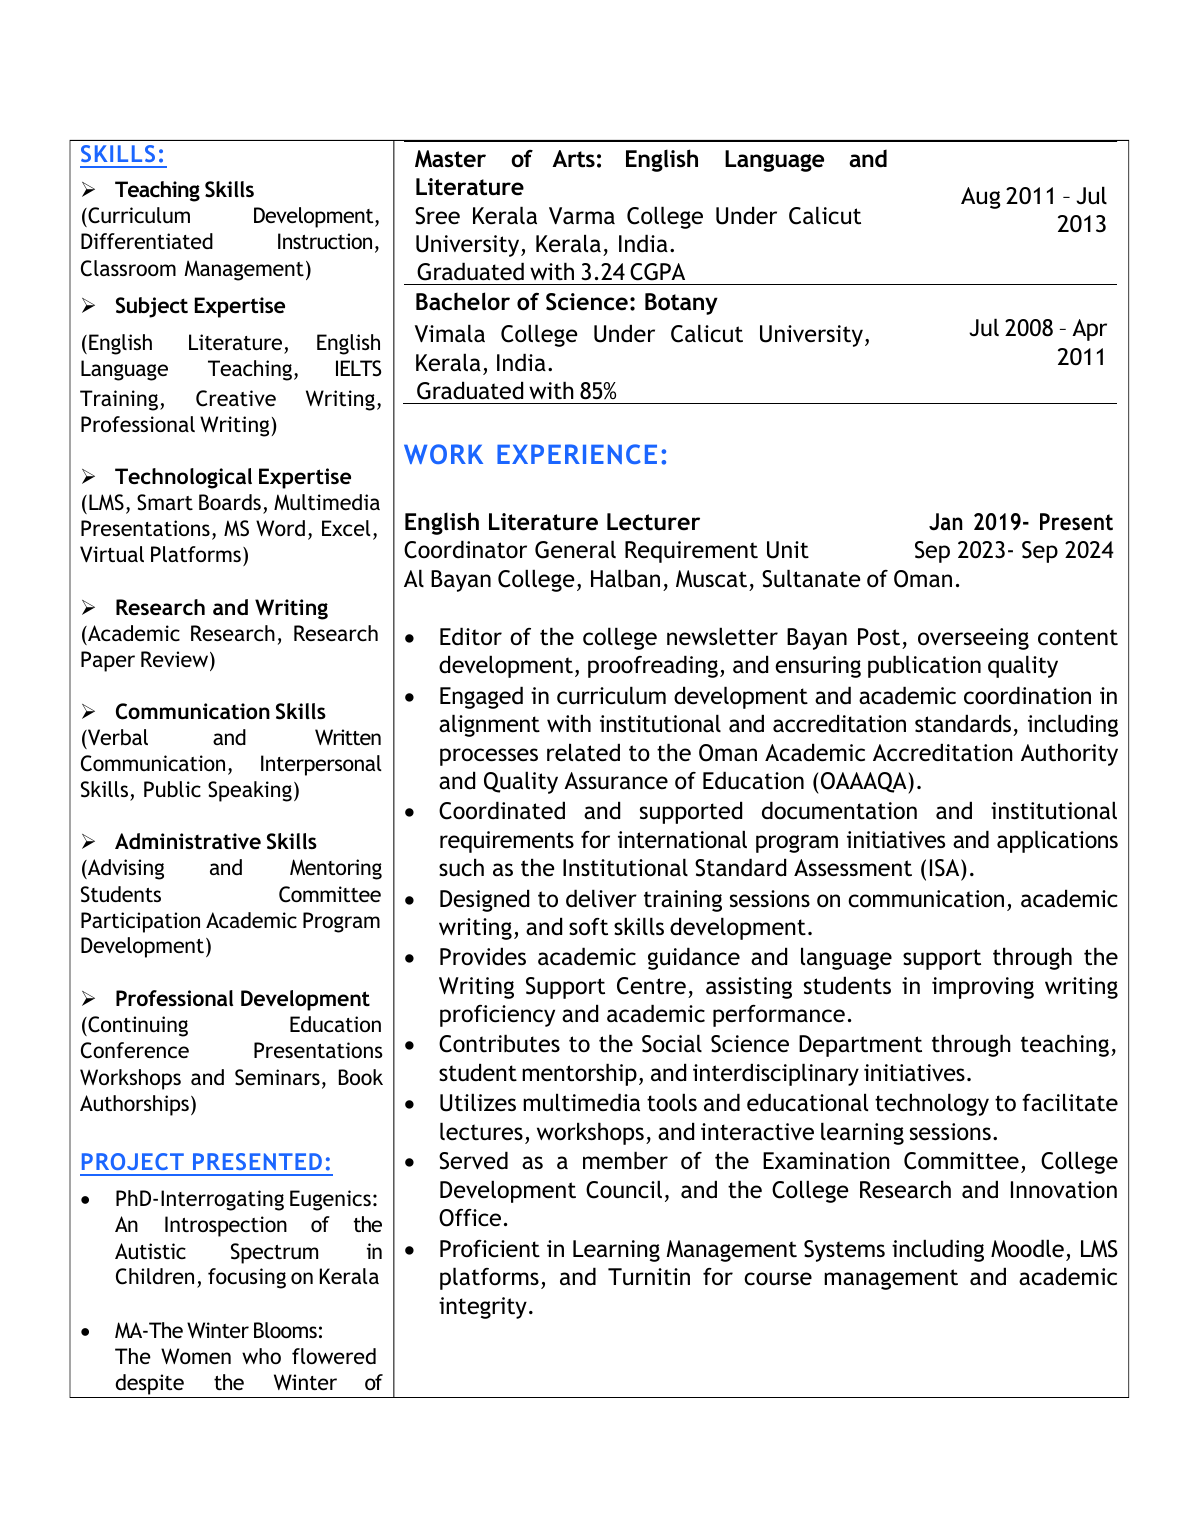 SKILLS:
➢ Teaching Skills
(Curriculum Development,
Differentiated Instruction,
Classroom Management)
➢ Subject Expertise
(English Literature, English
Language Teaching, IELTS
Training, Creative Writing,
Professional Writing)
➢ Technological Expertise
(LMS, Smart Boards, Multimedia
Presentations, MS Word, Excel,
Virtual Platforms)
➢ Research and Writing
(Academic Research, Research
Paper Review)
➢ Communication Skills
(Verbal and Written
Communication, Interpersonal
Skills, Public Speaking)
➢ Administrative Skills
(Advising and Mentoring
Students Committee
Participation Academic Program
Development)
➢ Professional Development
(Continuing Education
Conference Presentations
Workshops and Seminars, Book
Authorships)
PROJECT PRESENTED:
• PhD-Interrogating Eugenics:
An Introspection of the
Autistic Spectrum in
Children, focusing on Kerala
• MA-The Winter Blooms:
The Women who flowered
despite the Winter of
Master of Arts: English Language and
Literature
Sree Kerala Varma College Under Calicut
University, Kerala, India.
Graduated with 3.24 CGPA
Aug 2011 – Jul
2013
Bachelor of Science: Botany
Vimala College Under Calicut University,
Kerala, India.
Graduated with 85%
Jul 2008 – Apr
2011
WORK EXPERIENCE:
English Literature Lecturer Jan 2019- Present
Coordinator General Requirement Unit Sep 2023- Sep 2024
Al Bayan College, Halban, Muscat, Sultanate of Oman.
• Editor of the college newsletter Bayan Post, overseeing content
development, proofreading, and ensuring publication quality
• Engaged in curriculum development and academic coordination in
alignment with institutional and accreditation standards, including
processes related to the Oman Academic Accreditation Authority
and Quality Assurance of Education (OAAAQA).
• Coordinated and supported documentation and institutional
requirements for international program initiatives and applications
such as the Institutional Standard Assessment (ISA).
• Designed to deliver training sessions on communication, academic
writing, and soft skills development.
• Provides academic guidance and language support through the
Writing Support Centre, assisting students in improving writing
proficiency and academic performance.
• Contributes to the Social Science Department through teaching,
student mentorship, and interdisciplinary initiatives.
• Utilizes multimedia tools and educational technology to facilitate
lectures, workshops, and interactive learning sessions.
• Served as a member of the Examination Committee, College
Development Council, and the College Research and Innovation
Office.
• Proficient in Learning Management Systems including Moodle, LMS
platforms, and Turnitin for course management and academic
integrity.